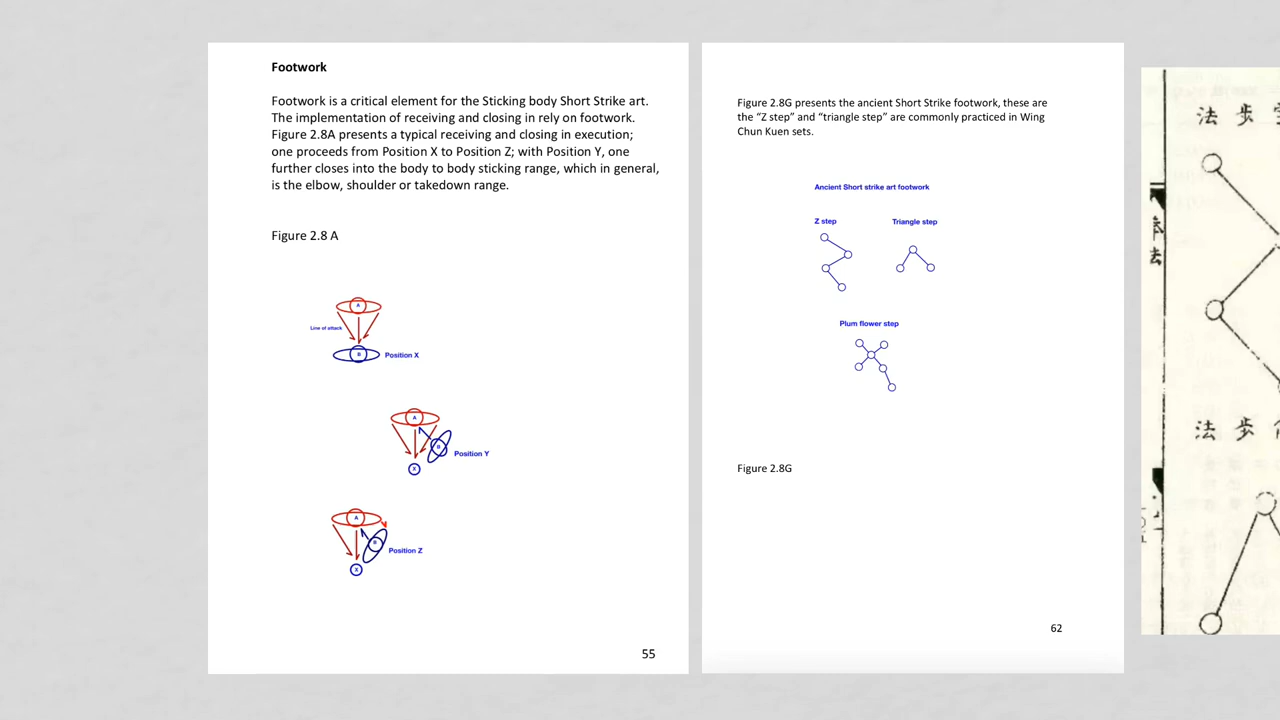 Footwork
Footwork is a critical element for the Sticking body Short Strike art.
The implementation of receiving and closing in rely on footwork.
Figure 2.8A presents a typical receiving and closing in execution;
one proceeds from Position X to Position Z; with Position Y, one
further closes into the body to body sticking range, which in general,
is the elbow, shoulder or takedown range.
Figure 2.8 A
A
Line of attack
B
Position X
A
B
Position Y
X
A
B
Position Z
X
55
Figure 2.8G presents the ancient Short Strike footwork, these are
the “Z step” and “triangle step” are commonly practiced in Wing
Chun Kuen sets.
Ancient Short strike art footwork
Z step
Triangle step
Plum flower step
Figure 2.8G
62
法步
法步